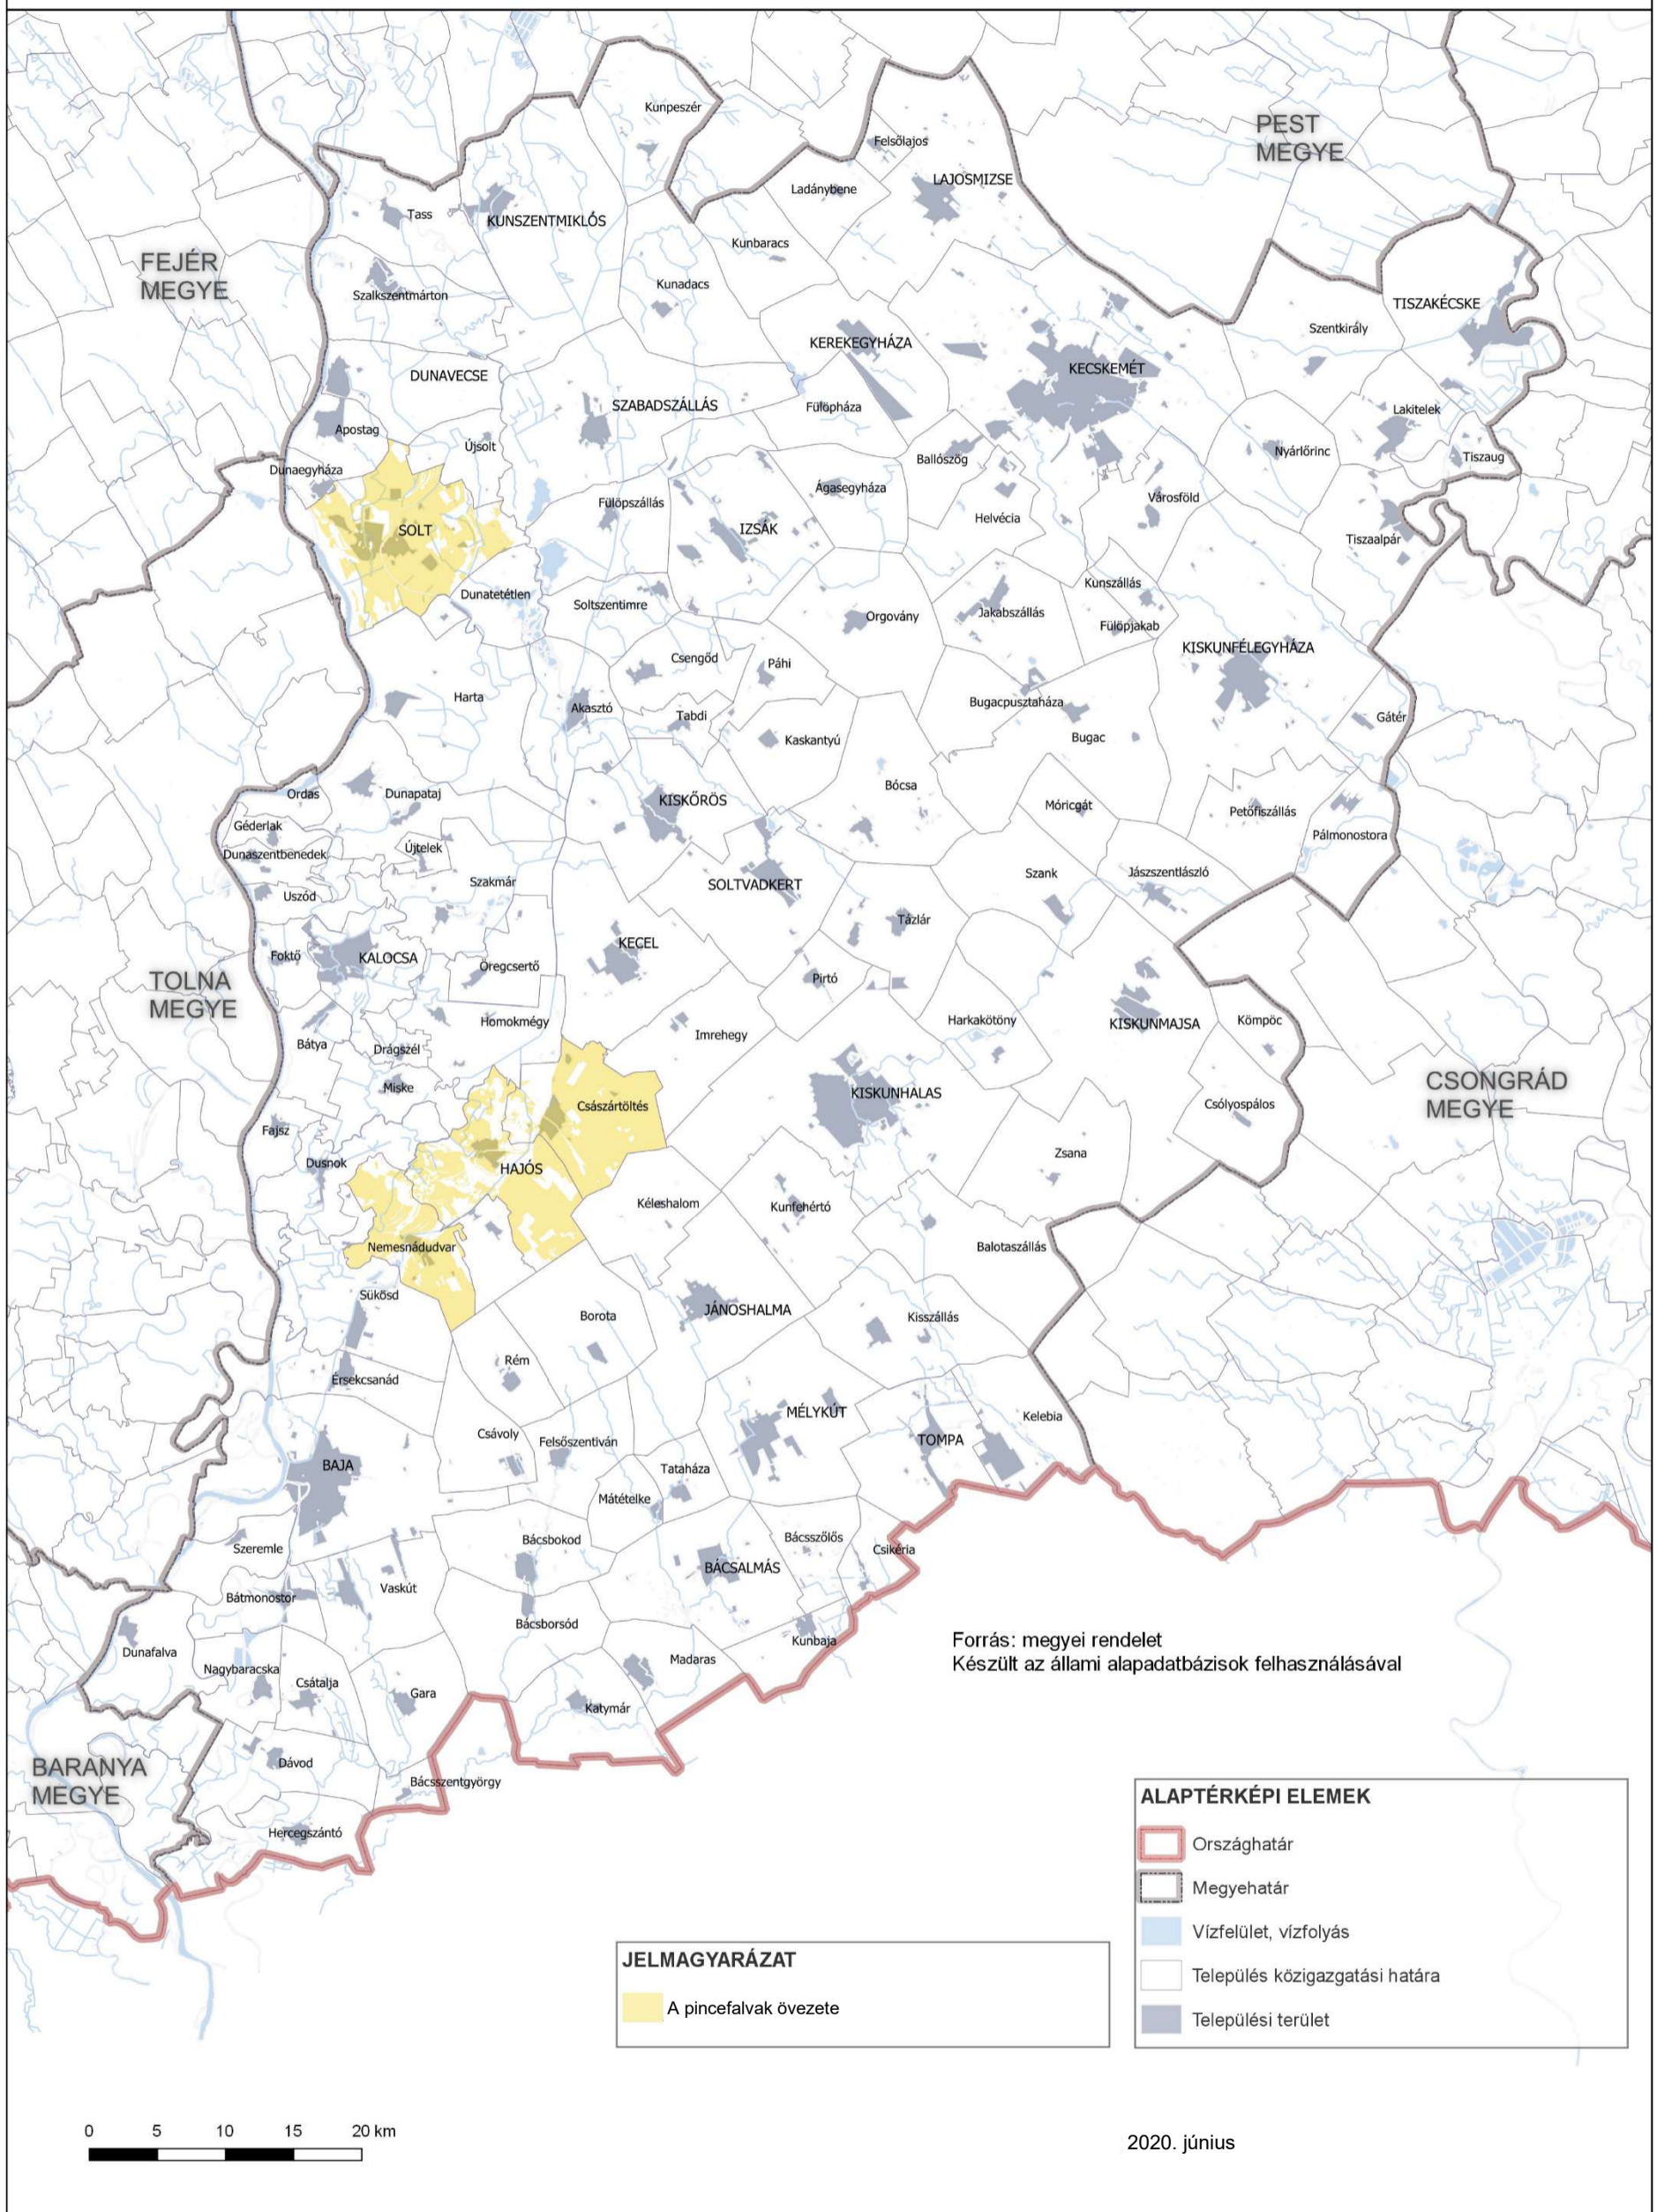 Kunpeszér
PEST
MEGYE
Felsőlajos
LAJOSMIZSE
Ladánybene
Tass
KUNSZENTMIKLÓS
Kunbaracs
FEJÉR
MEGYE
Szalkszentmárton
Kunadacs
TISZAKÉCSKE
Szentkirály
KEREKEGYHÁZA
KECSKEMÉT
DUNAVECSE
SZABADSZÁLLÁS
Fülöpháza
Lakitelek
Apostag
Újsolt
Nyárlőrinc
Tiszaug
Ballószög
Dunaegyháza
Ágasegyháza
Városföld
Fülöpszállás
Helvécia
SOLT
IZSÁK
Tiszaalpár
Kunszállás
Dunatetétlen
Soltszentimre
Orgovány
Jakabszállás
Fülöpjakab
KISKUNFÉLEGYHÁZA
Csengőd
Páhi
Harta
Akasztó
Tabdi
Bugacpusztaháza
Gátér
Kaskantyú
Bugac
Ordas
Dunapataj
Bócsa
KISKŐRÖS
Móricgát
Petőfiszállás
Géderlak
Pálmonostora
Dunaszentbenedek
Újtelek
Szakmár
SOLTVADKERT
Szank
Jászszentlászló
Uszód
Tázlár
KECEL
Foktő
KALOCSA
Öregcsertő
TOLNA
MEGYE
Pirtó
Homokmégy
Imrehegy
Harkakötöny
KISKUNMAJSA
Kömpöc
Bátya
Drágszél
Miske
CSONGRÁD
MEGYE
KISKUNHALAS
Császártöltés
Csólyospálos
Fajsz
Dusnok
HAJÓS
Zsana
Kéleshalom
Kunfehértó
Nemesnádudvar
Balotaszállás
Sükösd
Borota
JÁNOSHALMA
Kisszállás
Rém
Érsekcsanád
MÉLYKÚT
Kelebia
Csávoly
Felsőszentiván
TOMPA
BAJA
Tataháza
Mátételke
Bácsbokod
Bácsszőlős
Csikéria
Szeremle
BÁCSALMÁS
Vaskút
Bátmonostor
Bácsborsód
Kunbaja
Forrás: megyei rendelet
Készült az állami alapadatbázisok felhasználásával
Dunafalva
Madaras
Nagybaracska
Csátalja
Gara
Katymár
BARANYA
MEGYE
Dávod
Bácsszentgyörgy
Hercegszántó
ALAPTÉRKÉPI ELEMEK
Országhatár
Megyehatár
Vízfelület, vízfolyás
Település közigazgatási határa
Települési terület
JELMAGYARÁZAT
A pincefalvak övezete
0 5 10 15 20 km
2020. június